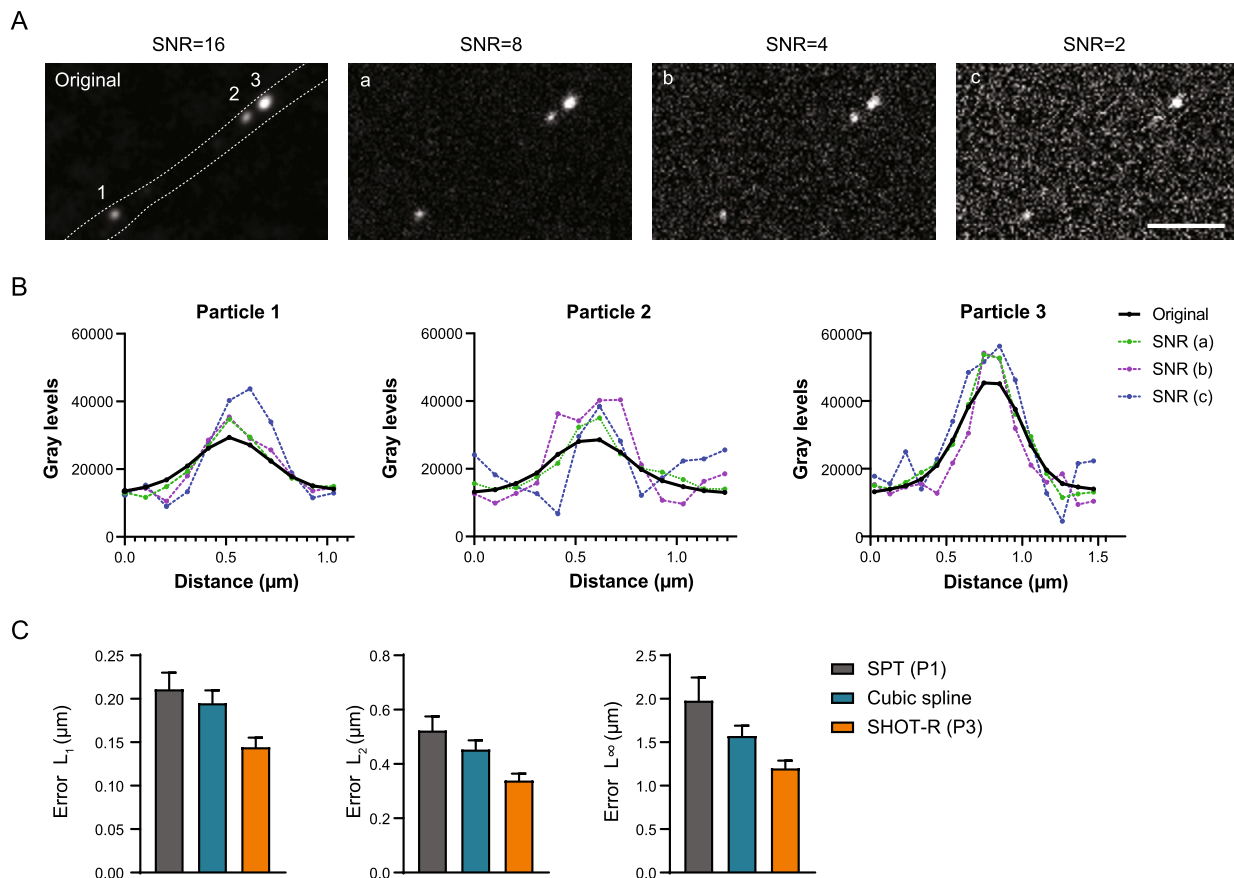 A
SNR=16 SNR=8 SNR=4 SNR=2
Original a b c
3
2
1
B
Particle 1 Particle 2 Particle 3
Gray levels
60000
40000
20000
0
0.0 0.5 1.0
Distance (µm)
Gray levels
60000
40000
20000
0
0.0 0.5 1.0
Distance (µm)
Gray levels
60000
40000
20000
0
0.0 0.5 1.0 1.5
Distance (µm)
Original
SNR (a)
SNR (b)
SNR (c)
C
Error L₁ (µm)
0.25
0.20
0.15
0.10
0.05
0.00
Error L₂ (µm)
0.8
0.6
0.4
0.2
0.0
Error L∞ (µm)
2.5
2.0
1.5
1.0
0.5
0.0
SPT (P1)
Cubic spline
SHOT-R (P3)